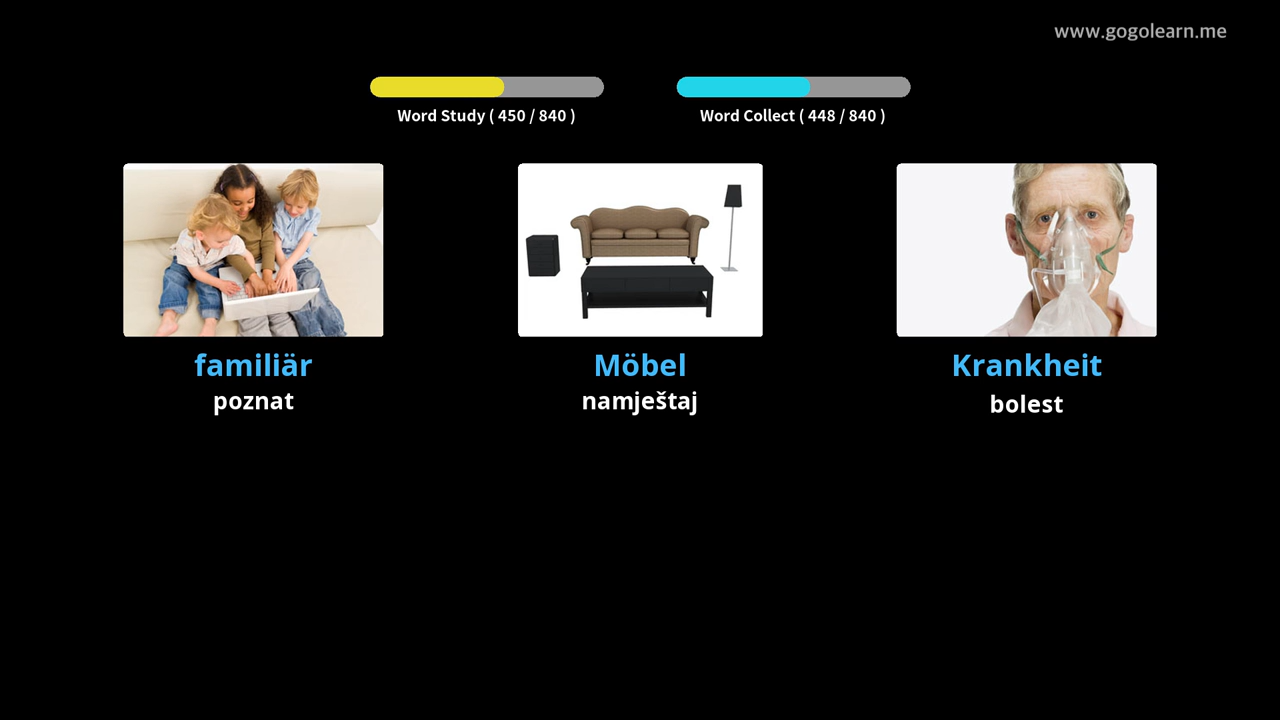 www.gogolearn.me
Word Study ( 450 / 840 )
Word Collect ( 448 / 840 )
familiär
poznat
Möbel
namještaj
Krankheit
bolest